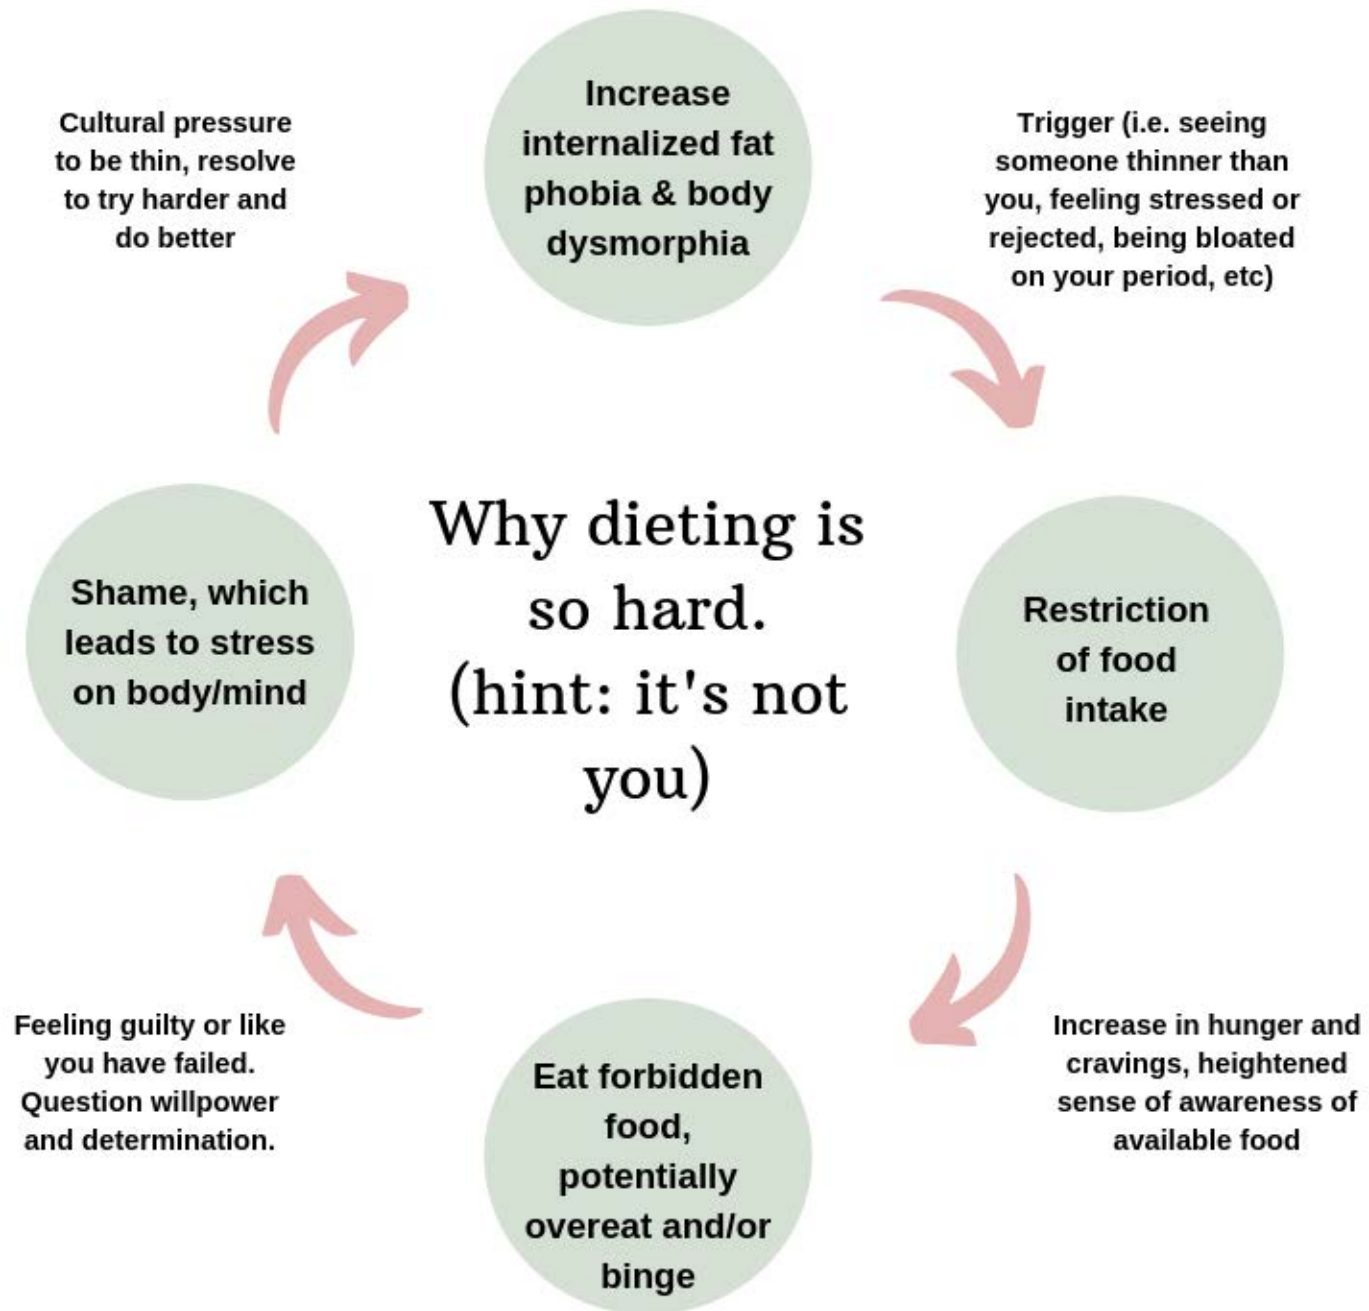 Increase
internalized fat
phobia & body
dysmorphia
Trigger (i.e. seeing
someone thinner than
you, feeling stressed or
rejected, being bloated
on your period, etc)
Restriction
of food
intake
Increase in hunger and
cravings, heightened
sense of awareness of
available food
Eat forbidden
food,
potentially
overeat and/or
binge
Feeling guilty or like
you have failed.
Question willpower
and determination.
Shame, which
leads to stress
on body/mind
Cultural pressure
to be thin, resolve
to try harder and
do better
Why dieting is
so hard.
(hint: it's not
you)